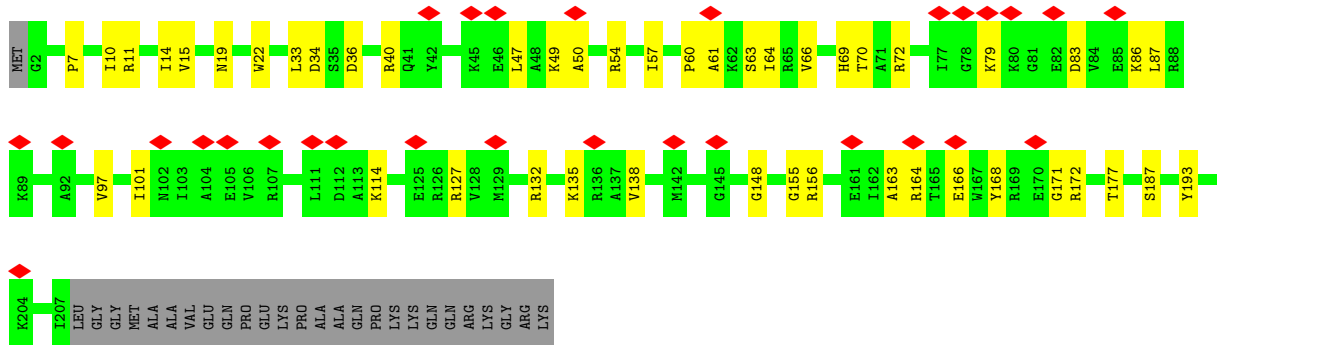 MET G2 P7 I10 R11 I14 V15 N19 W22 L33 D34 S35 D36 R40 Q41 Y42 K45 E46 L47 A48 K49 A50 R54 I57 P60 A61 K62 S63 I64 R65 V66 H69 T70 A71 R72 I77 G78 K79 K80 G81 E82 D83 V84 E85 K86 L87 R88
K89 A92 V97 I101 N102 I103 A104 E105 V106 R107 L111 D112 A113 K114 E125 R126 R127 V128 M129 R132 K135 R136 A137 V138 M142 G145 G148 G155 R156 E161 I162 A163 R164 T165 E166 W167 Y168 R169 E170 G171 R172 T177 S187 Y193
K204 I207 LEU GLY GLY MET ALA ALA VAL GLU GLN PRO GLU LYS PRO ALA ALA GLN PRO LYS LYS GLN GLN ARG LYS GLY ARG LYS